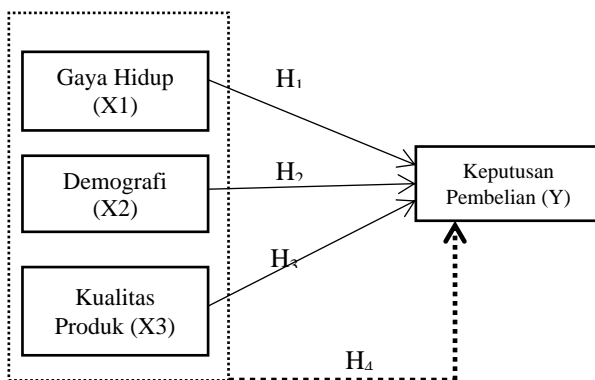 Gaya Hidup
(X1)
H₁
Demografi
(X2)
H₂
Keputusan
Pembelian (Y)
Kualitas
Produk (X3)
H₃
H₄